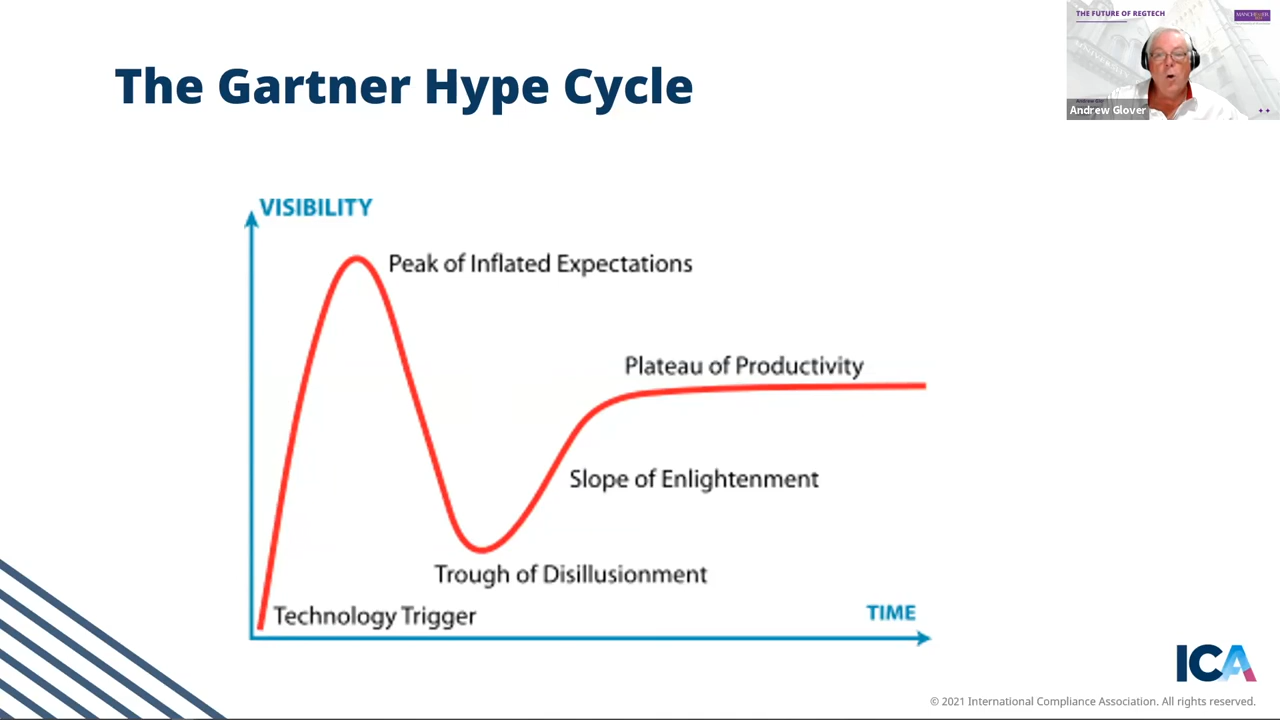 THE FUTURE OF REGTECH
Andrew Glover
The Gartner Hype Cycle
VISIBILITY
Peak of Inflated Expectations
Plateau of Productivity
Slope of Enlightenment
Trough of Disillusionment
Technology Trigger
TIME
ICA
© 2021 International Compliance Association. All rights reserved.